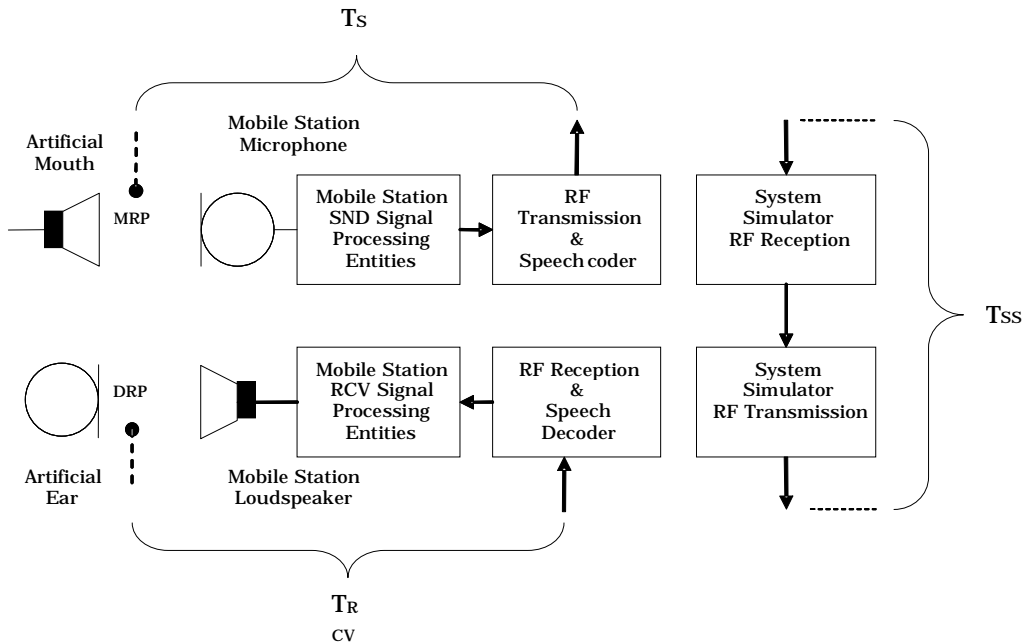 Ts
Artificial
Mouth
MRP
Mobile Station
Microphone
Mobile Station
SND Signal
Processing
Entities
RF
Transmission
&
Speech coder
System
Simulator
RF Reception
Tss
DRP
Artificial
Ear
Mobile Station
Loudspeaker
Mobile Station
RCV Signal
Processing
Entities
RF Reception
&
Speech
Decoder
System
Simulator
RF Transmission
TR
CV